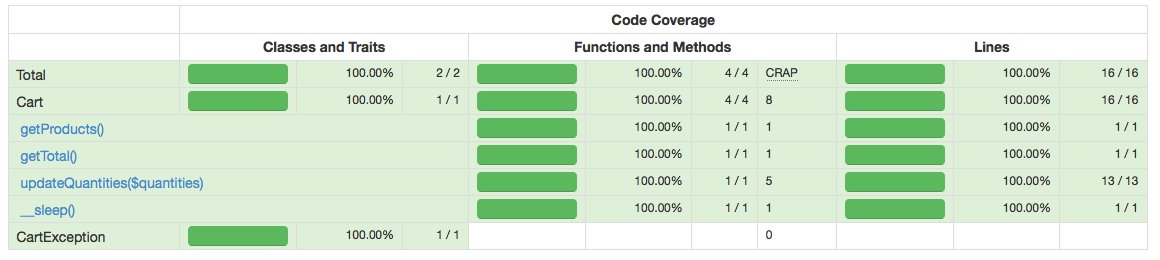 Code Coverage
Classes and Traits Functions and Methods Lines
Total 100.00% 2 / 2 100.00% 4 / 4 CRAP 100.00% 16 / 16
Cart 100.00% 1 / 1 100.00% 4 / 4 8 100.00% 16 / 16
getProducts() 100.00% 1 / 1 1 100.00% 1 / 1
getTotal() 100.00% 1 / 1 1 100.00% 1 / 1
updateQuantities($quantities) 100.00% 1 / 1 5 100.00% 13 / 13
__sleep() 100.00% 1 / 1 1 100.00% 1 / 1
CartException 100.00% 1 / 1 0